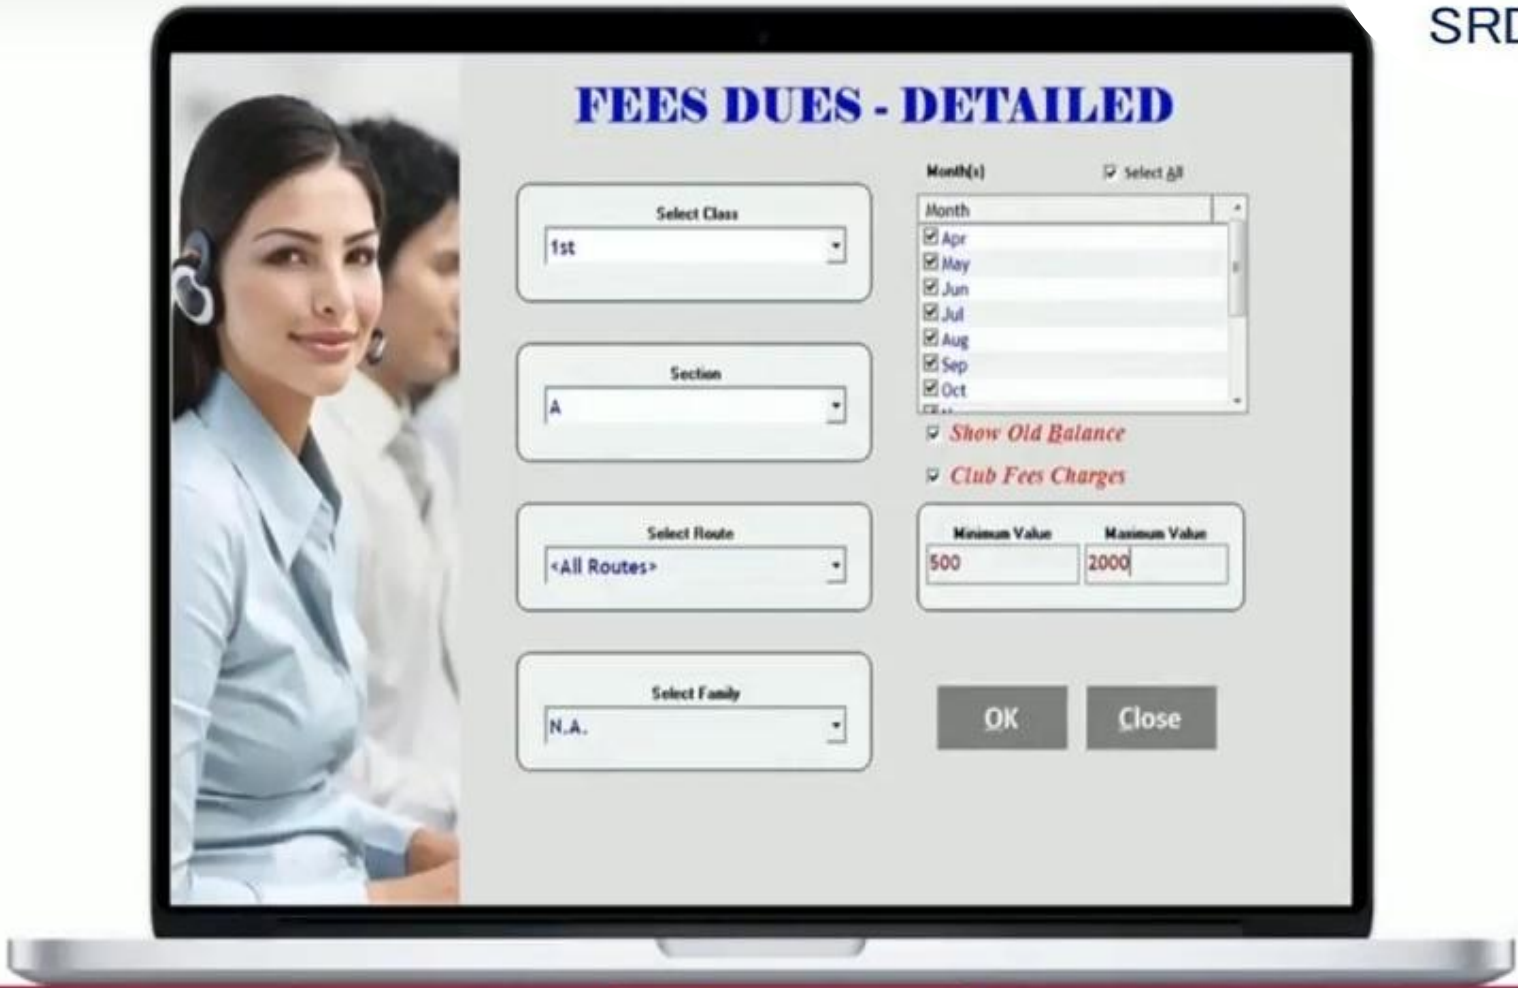 SRD
FEES DUES - DETAILED
Month(s)
Select All
Select Class
1st
Month
Apr
May
Jun
Jul
Aug
Sep
Oct
Section
A
Show Old Balance
Club Fees Charges
Select Route
<All Routes>
Minimum Value
Maximum Value
500
2000
Select Family
N.A.
OK
Close